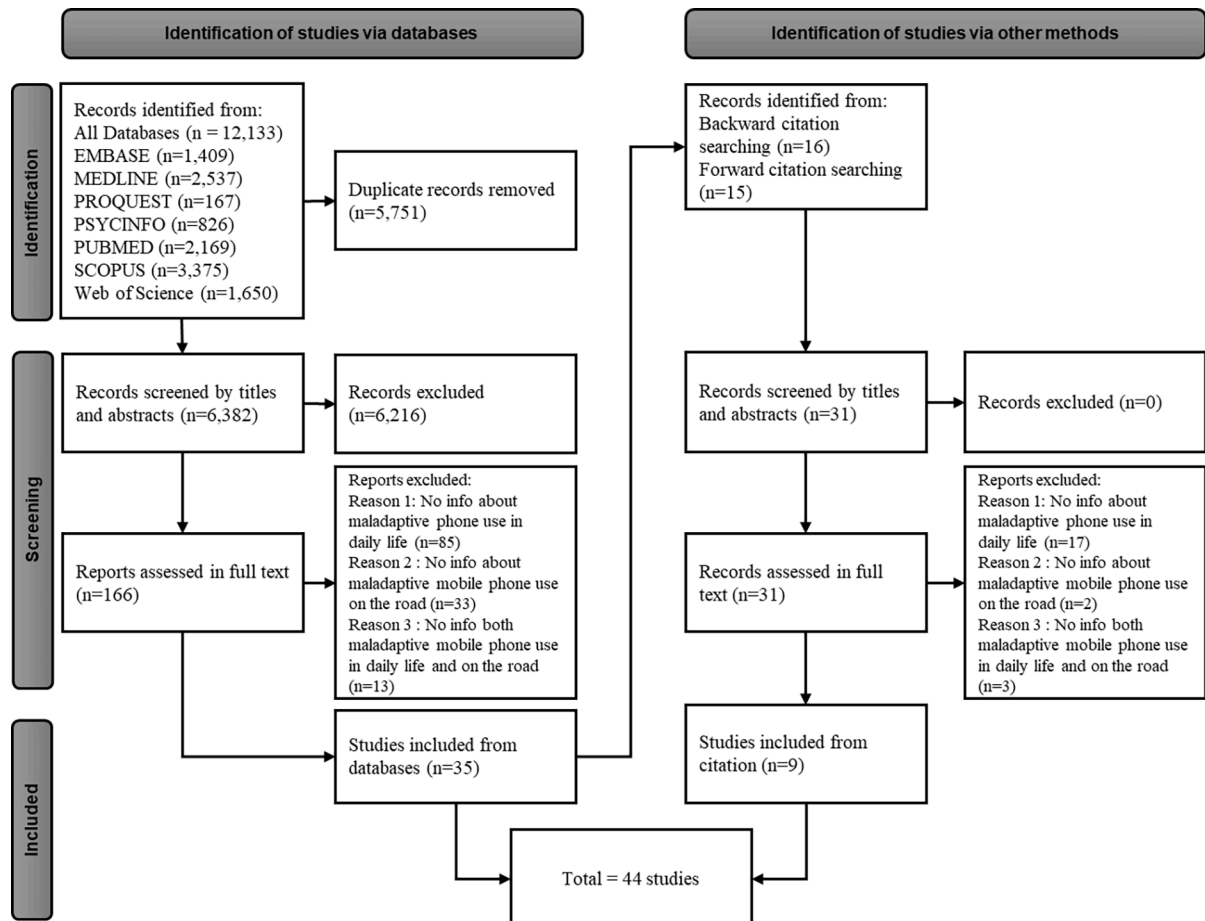 Identification of studies via databases
Identification of studies via other methods
Identification
Records identified from:
All Databases (n = 12,133)
EMBASE (n=1,409)
MEDLINE (n=2,537)
PROQUEST (n=167)
PSYCINFO (n=826)
PUBMED (n=2,169)
SCOPUS (n=3,375)
Web of Science (n=1,650)
Duplicate records removed
(n=5,751)
Records identified from:
Backward citation
searching (n=16)
Forward citation searching
(n=15)
Screening
Records screened by titles
and abstracts (n=6,382)
Records excluded
(n=6,216)
Records screened by titles
and abstracts (n=31)
Records excluded (n=0)
Reports assessed in full text
(n=166)
Reports excluded:
Reason 1: No info about
maladaptive phone use in
daily life (n=85)
Reason 2 : No info about
maladaptive mobile phone use
on the road (n=33)
Reason 3 : No info both
maladaptive mobile phone use
in daily life and on the road
(n=13)
Records assessed in full
text (n=31)
Reports excluded:
Reason 1: No info about
maladaptive phone use in
daily life (n=17)
Reason 2 : No info about
maladaptive mobile phone use
on the road (n=2)
Reason 3 : No info both
maladaptive mobile phone use
in daily life and on the road
(n=3)
Included
Studies included from
databases (n=35)
Studies included from
citation (n=9)
Total = 44 studies